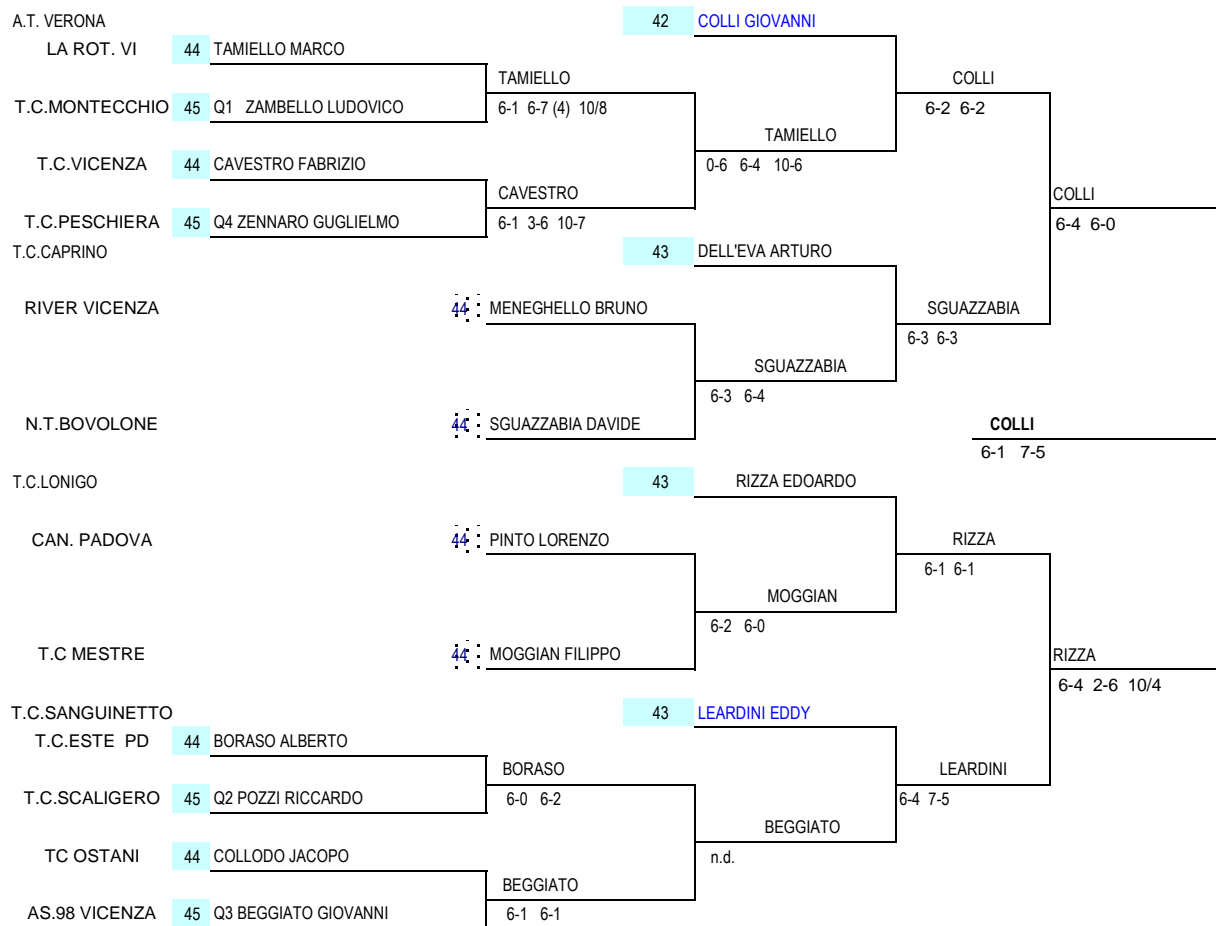 A.T. VERONA 42 COLLI GIOVANNI
LA ROT. VI 44 TAMIELLO MARCO
TAMIELLO COLLI
T.C.MONTECCHIO 45 Q1 ZAMBELLO LUDOVICO 6-1 6-7 (4) 10/8 6-2 6-2
TAMIELLO
T.C.VICENZA 44 CAVESTRO FABRIZIO 0-6 6-4 10-6
CAVESTRO COLLI
T.C.PESCHIERA 45 Q4 ZENNARO GUGLIELMO 6-1 3-6 10-7 6-4 6-0
T.C.CAPRINO 43 DELL'EVA ARTURO
RIVER VICENZA 44 MENEGHELLO BRUNO SGUAZZABIA
6-3 6-3
SGUAZZABIA
6-3 6-4
N.T.BOVOLONE 44 SGUAZZABIA DAVIDE COLLI
6-1 7-5
T.C.LONIGO 43 RIZZA EDOARDO
CAN. PADOVA 44 PINTO LORENZO RIZZA
6-1 6-1
MOGGIAN
6-2 6-0
T.C MESTRE 44 MOGGIAN FILIPPO RIZZA
6-4 2-6 10/4
T.C.SANGUINETTO 43 LEARDINI EDDY
T.C.ESTE PD 44 BORASO ALBERTO
BORASO LEARDINI
T.C.SCALIGERO 45 Q2 POZZI RICCARDO 6-0 6-2 6-4 7-5
BEGGIATO
TC OSTANI 44 COLLODO JACOPO n.d.
BEGGIATO
AS.98 VICENZA 45 Q3 BEGGIATO GIOVANNI 6-1 6-1